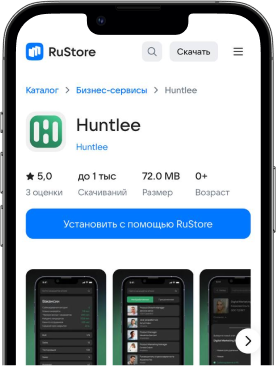 RuStore
Скачать
Каталог > Бизнес-сервисы > Huntlee
Huntlee
Huntlee
★ 5,0 до 1 тыс 72.0 MB 0+
3 оценки Скачиваний Размер Возраст
Установить с помощью RuStore
Вакансии